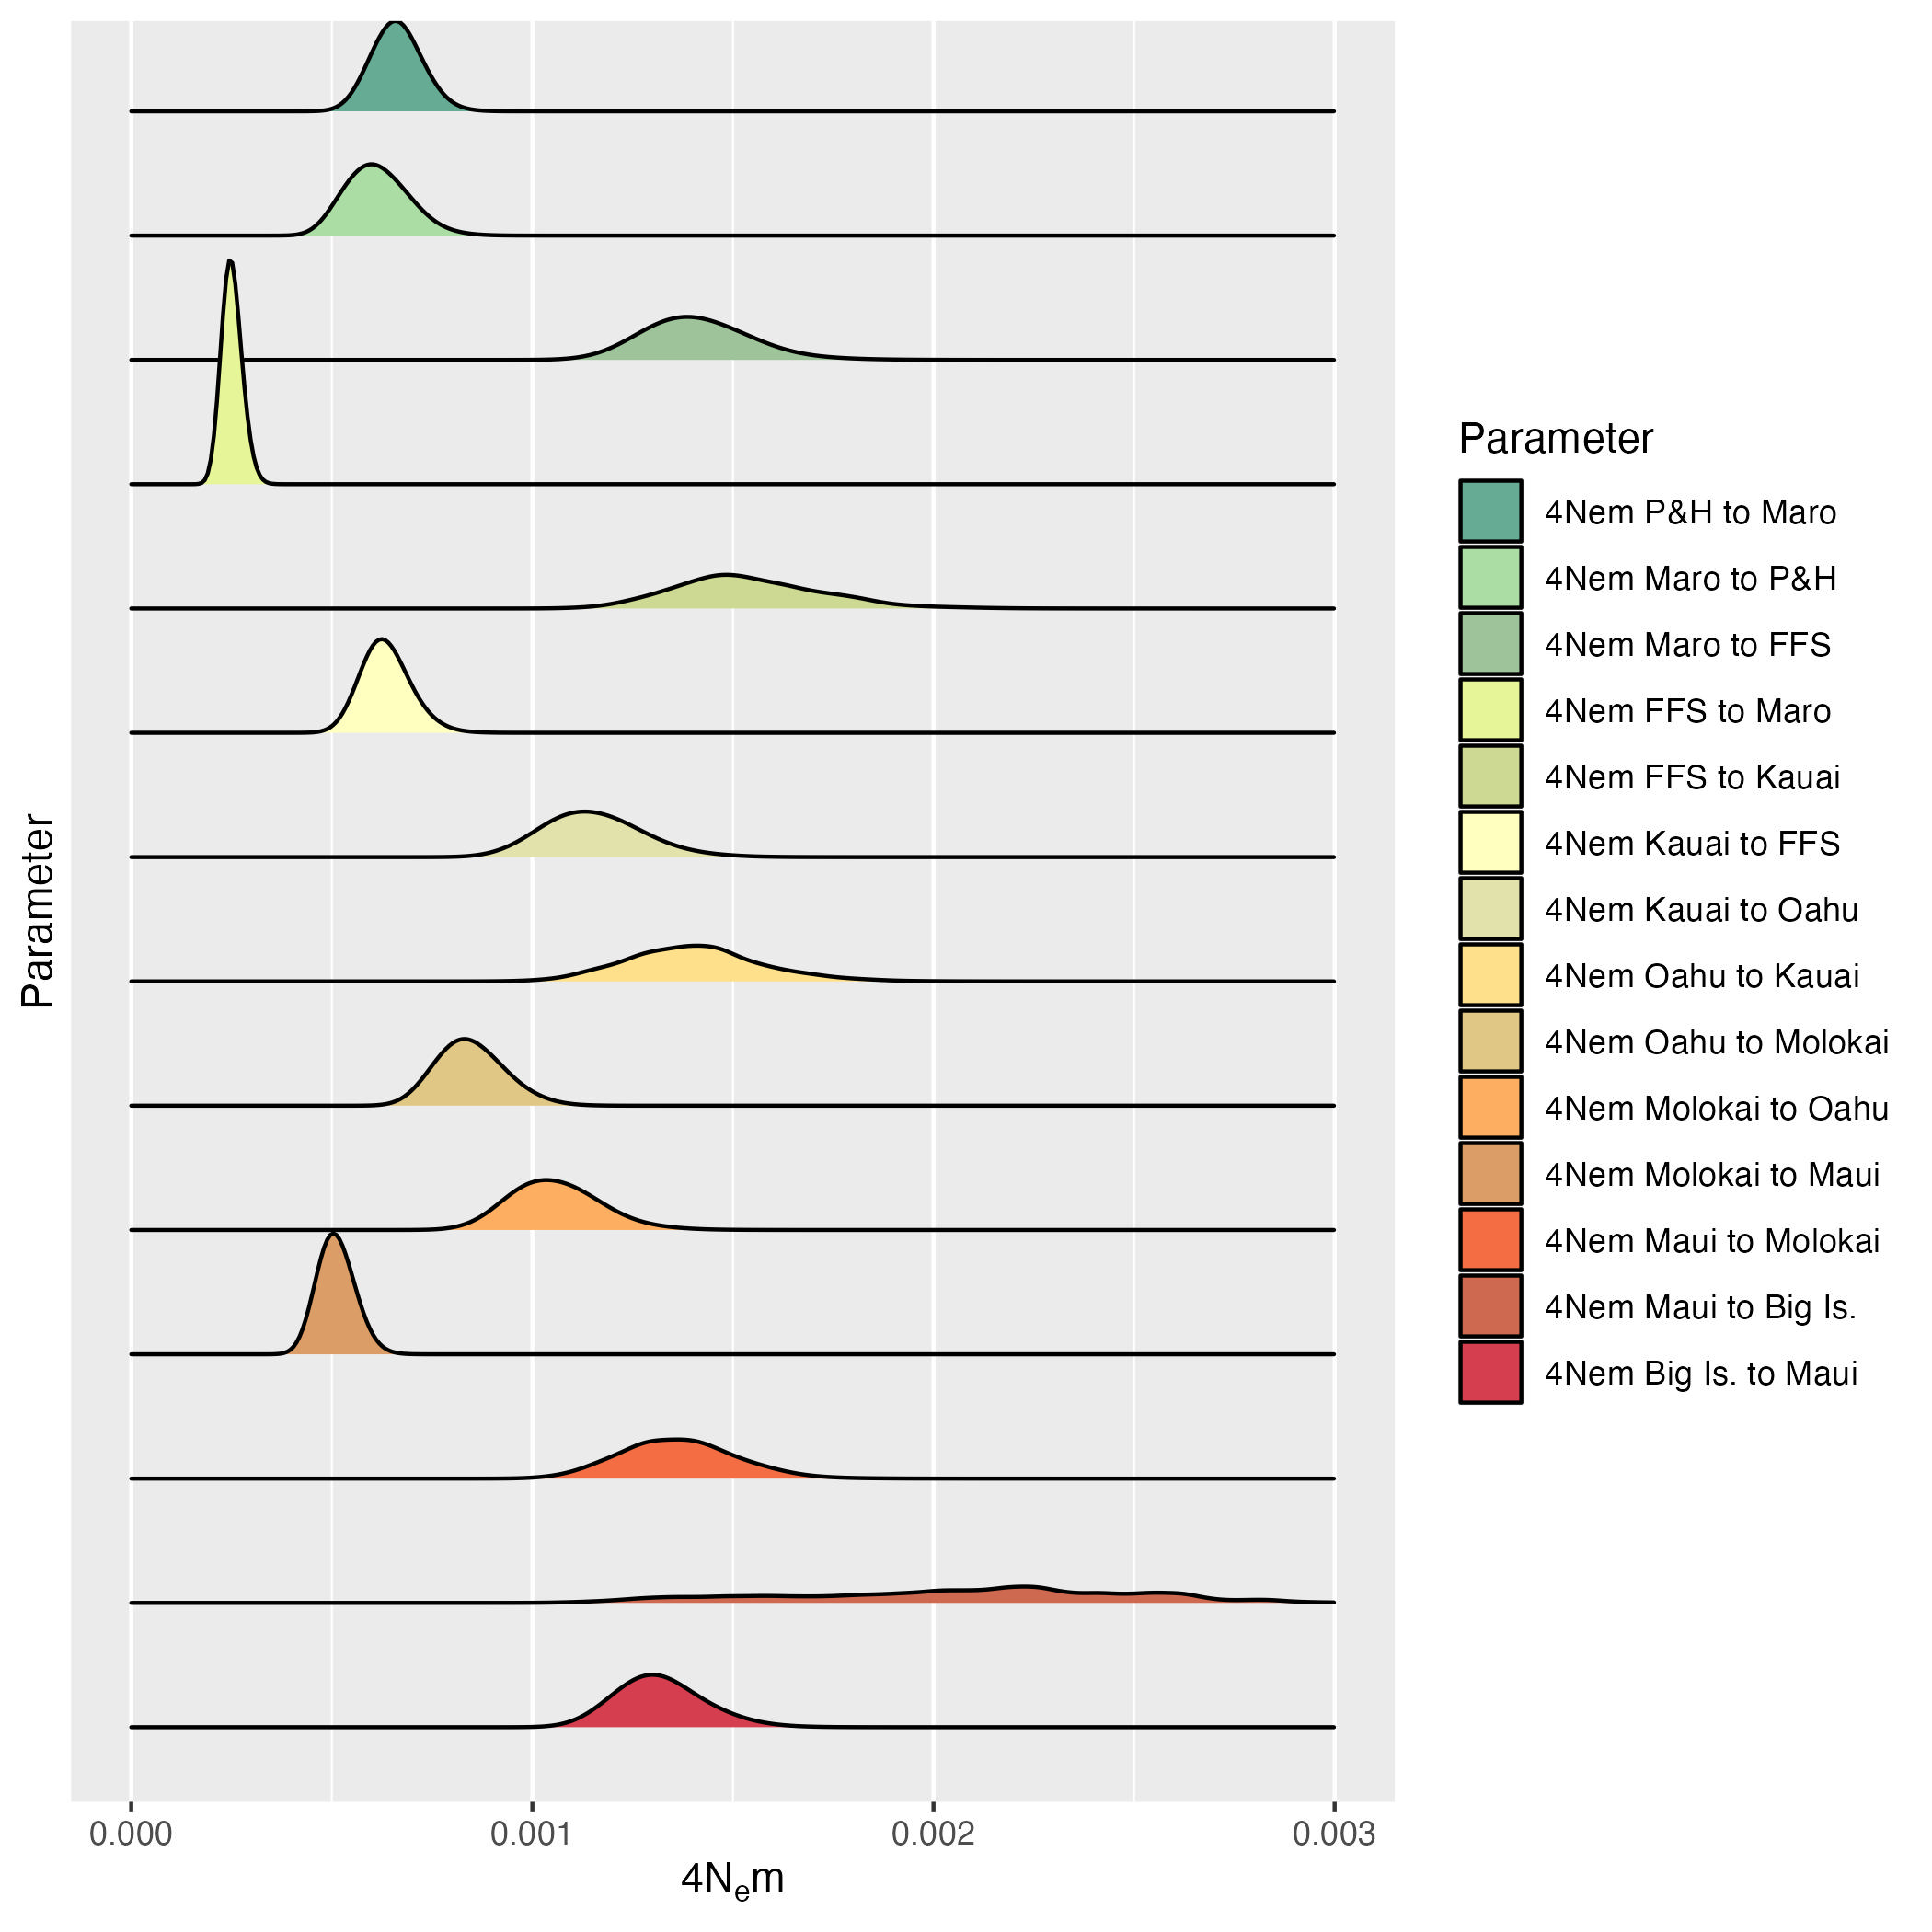 Parameter
0.000
0.001
0.002
0.003
4Nem
Parameter
4Nem P&H to Maro
4Nem Maro to P&H
4Nem Maro to FFS
4Nem FFS to Maro
4Nem FFS to Kauai
4Nem Kauai to FFS
4Nem Kauai to Oahu
4Nem Oahu to Kauai
4Nem Oahu to Molokai
4Nem Molokai to Oahu
4Nem Molokai to Maui
4Nem Maui to Molokai
4Nem Maui to Big Is.
4Nem Big Is. to Maui